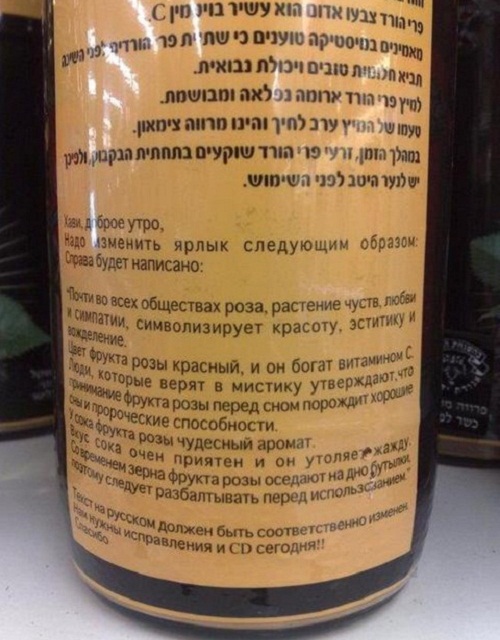 פרי הורד צבעו אדום הוא עשיר בויטמין C.
מאמינים במיסטיקה טוענים כי שתיית פרי הורדים לפני השינה
תביא חלומות טובים ויכולת נבואית.
למיץ פרי הורד ארומה נפלאה ומבושמת.
טעמו של המיץ ערב לחיך והינו מרווה צימאון.
במהלך הזמן, זרעי פרי הורד שוקעים בתחתית הבקבוק, ולפיכך
יש לנער היטב לפני השימוש.
Хави, доброе утро,
Надо изменить ярлык следующим образом:
Справа будет написано:
"Почти во всех обществах роза, растение чуств, любви
и симпатии, символизирует красоту, эститику и
вожделение.
Цвет фрукта розы красный, и он богат витамином С.
Люди, которые верят в мистику утверждают,что
принимание фрукта розы перед сном порождит хорошие
сны и пророческие способности.
У сока фрукта розы чудесный аромат.
Вкус сока очен приятен и он утоляет жажду.
Со временем зерна фрукта розы оседают на дно бутылки,
поэтому следует разбалтывать перед использованием."
Текст на русском должен быть соответственно изменен.
Нам нужны исправления и CD сегодня!!
Спасибо